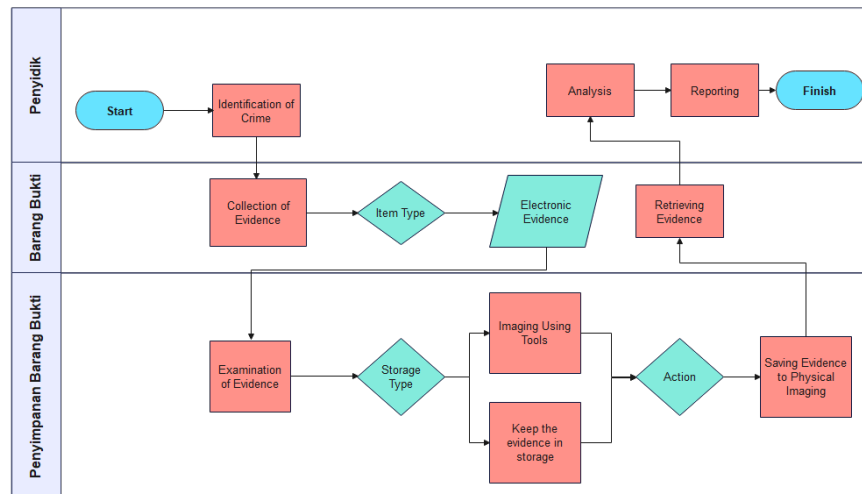 Penyidik
Start
Identification of
Crime
Analysis
Reporting
Finish
Barang Bukti
Collection of
Evidence
Item Type
Electronic
Evidence
Retrieving
Evidence
Penyimpanan Barang Bukti
Examination
of Evidence
Storage
Type
Imaging Using
Tools
Keep the
evidence in
storage
Action
Saving Evidence
to Physical
Imaging